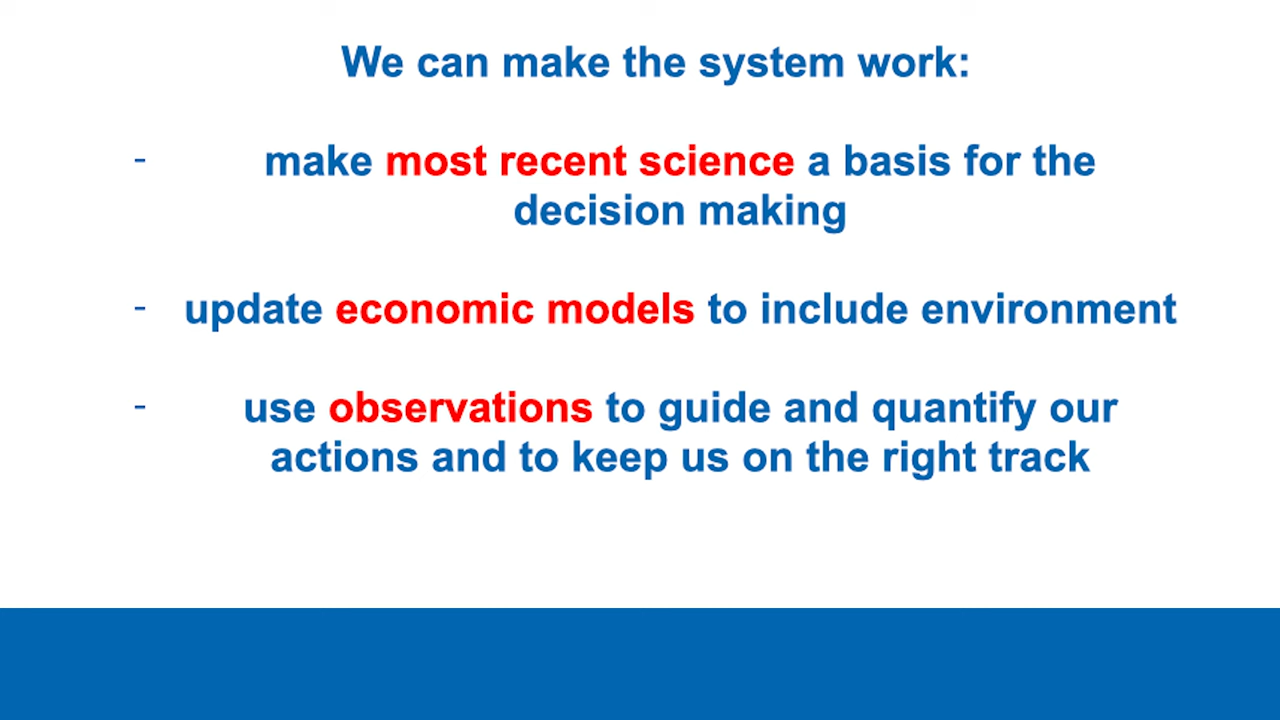 We can make the system work:
- make most recent science a basis for the
decision making
- update economic models to include environment
- use observations to guide and quantify our
actions and to keep us on the right track